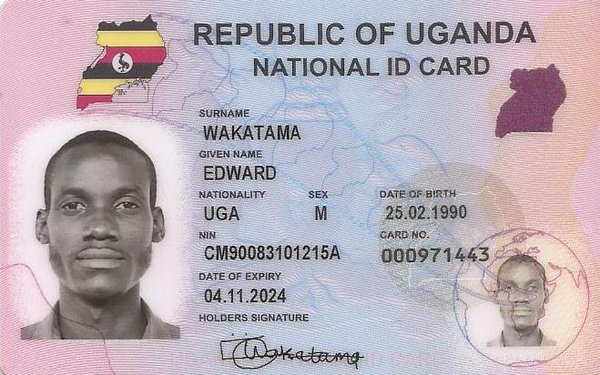 REPUBLIC OF UGANDA
NATIONAL ID CARD
SURNAME
WAKATAMA
GIVEN NAME
EDWARD
NATIONALITY SEX DATE OF BIRTH
UGA M 25.02.1990
NIN CARD NO.
CM90083101215A 000971443
DATE OF EXPIRY
04.11.2024
HOLDERS SIGNATURE
Wakatama